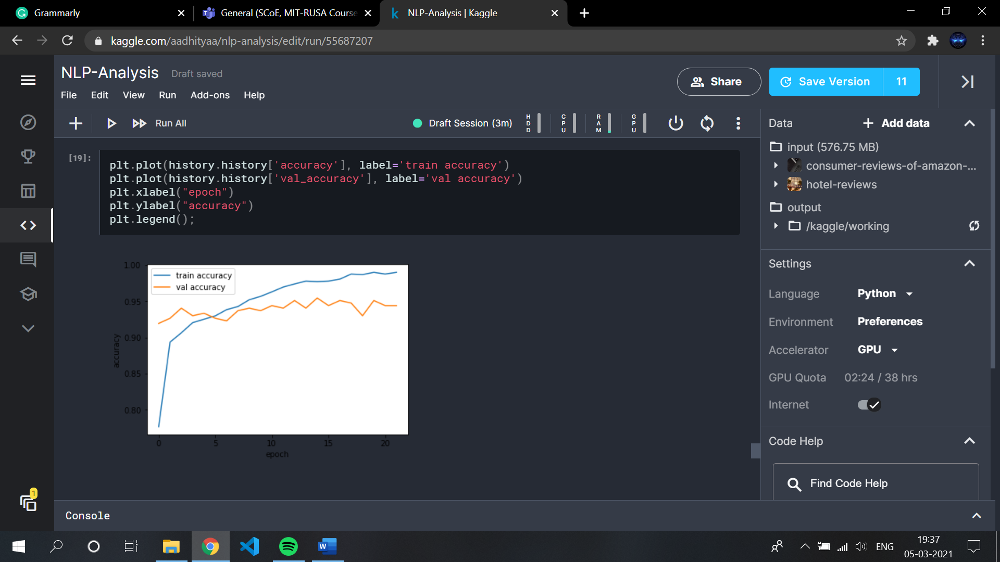 Grammarly
General (SCoE, MIT-RUSA Course
NLP-Analysis | Kaggle
kaggle.com/aadhityaa/nlp-analysis/edit/run/55687207
NLP-Analysis Draft saved
File Edit View Run Add-ons Help
Share
Save Version 11
Run All
Draft Session (3m)
HDD
CPU
RAM
GPU
[19]:
plt.plot(history.history['accuracy'], label='train accuracy')
plt.plot(history.history['val_accuracy'], label='val accuracy')
plt.xlabel("epoch")
plt.ylabel("accuracy")
plt.legend();
train accuracy
val accuracy
1.00
0.95
0.90
0.85
0.80
accuracy
0 5 10 15 20
epoch
Data
+ Add data
input (576.75 MB)
consumer-reviews-of-amazon-...
hotel-reviews
output
/kaggle/working
Settings
Language Python
Environment Preferences
Accelerator GPU
GPU Quota 02:24 / 38 hrs
Internet
Code Help
Find Code Help
1
Console
W
ENG
19:37
05-03-2021